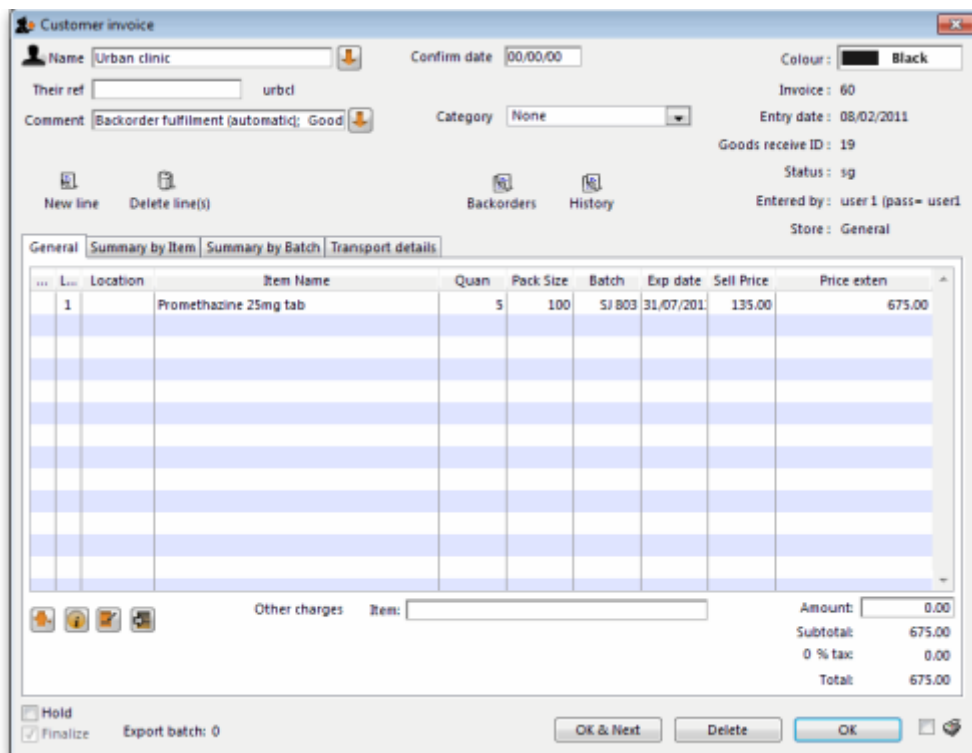 Customer invoice
Name Urban clinic Confirm date 00/00/00 Colour: Black
Their ref urbcl Invoice: 60
Comment Backorder fulfilment (automatic); Good Category None Entry date: 08/02/2011
Goods receive ID: 19
Status: sg
New line Delete line(s) Backorders History Entered by: user 1 (pass= user1
Store: General
General Summary by Item Summary by Batch Transport details
... L... Location Item Name Quan Pack Size Batch Exp date Sell Price Price exten
1 Promethazine 25mg tab 5 100 SJ B03 31/07/201 135.00 675.00
Other charges Item: Amount: 0.00
Subtotal: 675.00
0 % tax: 0.00
Total: 675.00
Hold
Finalize Export batch: 0 OK & Next Delete OK